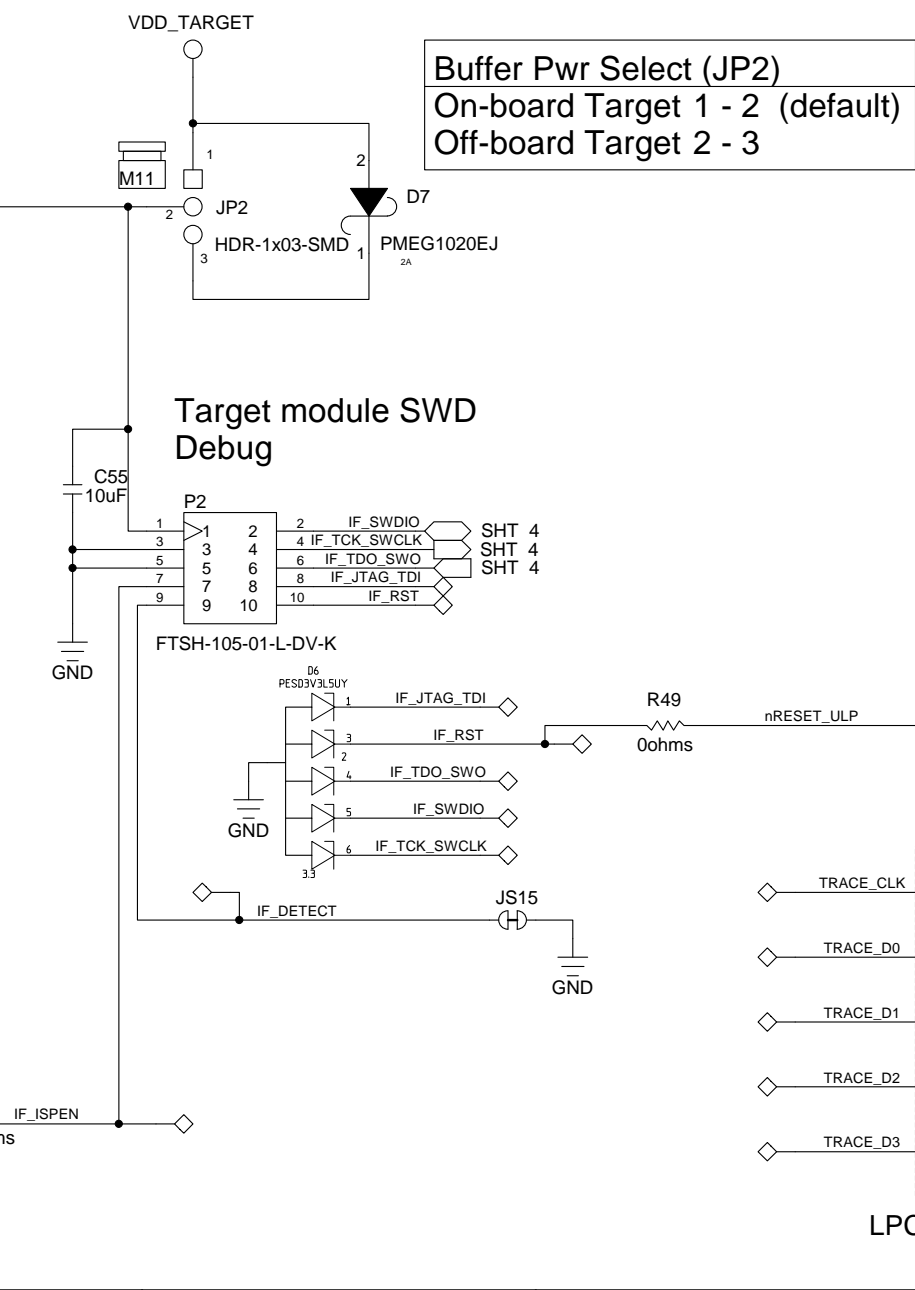 VDD_TARGET
Buffer Pwr Select (JP2)
On-board Target 1 - 2 (default)
Off-board Target 2 - 3
M11
1
2
JP2
3
HDR-1x03-SMD
2
D7
1
PMEG1020EJ
2A
Target module SWD
Debug
C55
10uF
P2
1 1 2 2 IF_SWDIO SHT 4
3 3 4 4 IF_TCK_SWCLK SHT 4
5 5 6 6 IF_TDO_SWO SHT 4
7 7 8 8 IF_JTAG_TDI
9 9 10 10 IF_RST
FTSH-105-01-L-DV-K
GND
D6
PESD3V3L5UY
1 IF_JTAG_TDI
3 IF_RST
2
4 IF_TDO_SWO
5 IF_SWDIO
6 IF_TCK_SWCLK
3.3
GND
R49
0ohms
nRESET_ULP
IF_DETECT
JS15
GND
TRACE_CLK
TRACE_D0
TRACE_D1
TRACE_D2
TRACE_D3
IF_ISPEN
ms
LPC